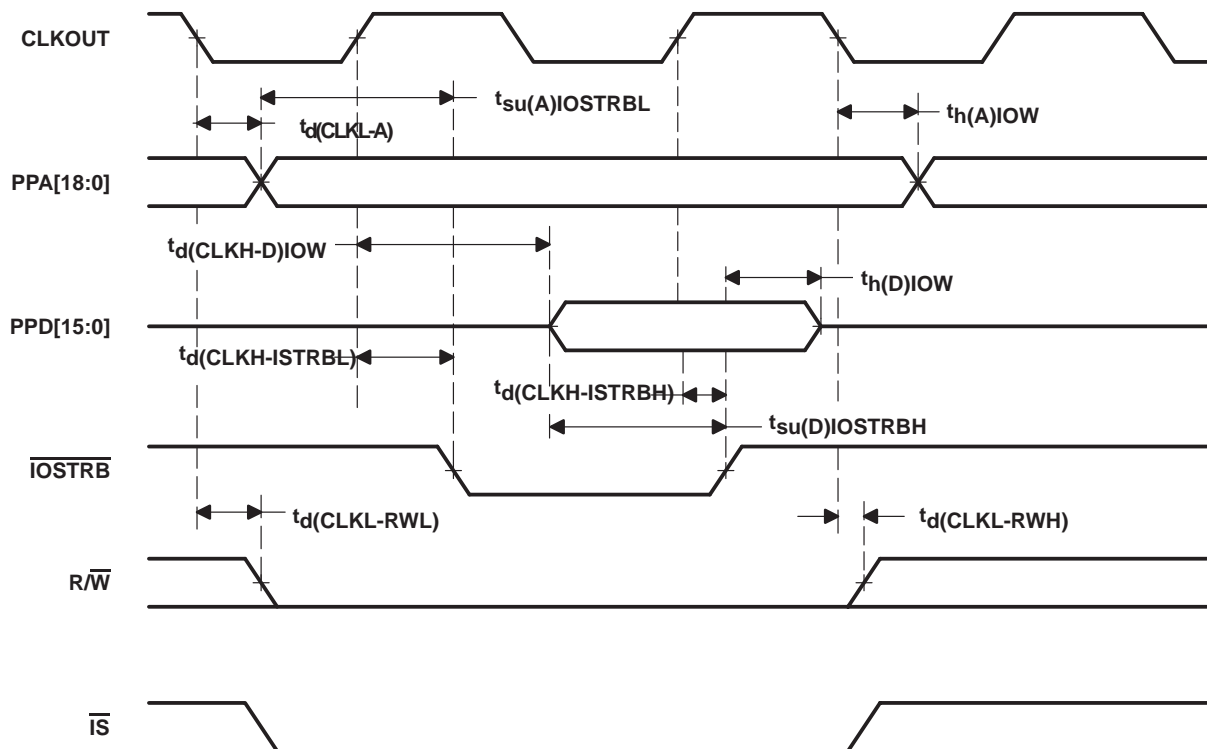 CLKOUT
tsu(A)IOSTRBL
td(CLKL-A)
th(A)IOW
PPA[18:0]
td(CLKH-D)IOW
th(D)IOW
PPD[15:0]
td(CLKH-ISTRBL)
td(CLKH-ISTRBH)
tsu(D)IOSTRBH
IOSTRB
td(CLKL-RWL)
td(CLKL-RWH)
R/W
IS